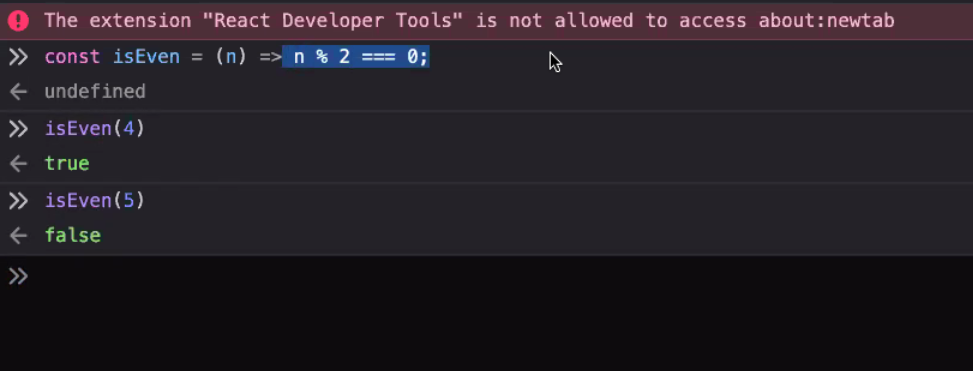 The extension "React Developer Tools" is not allowed to access about:newtab
const isEven = (n) => n % 2 === 0;
undefined
isEven(4)
true
isEven(5)
false